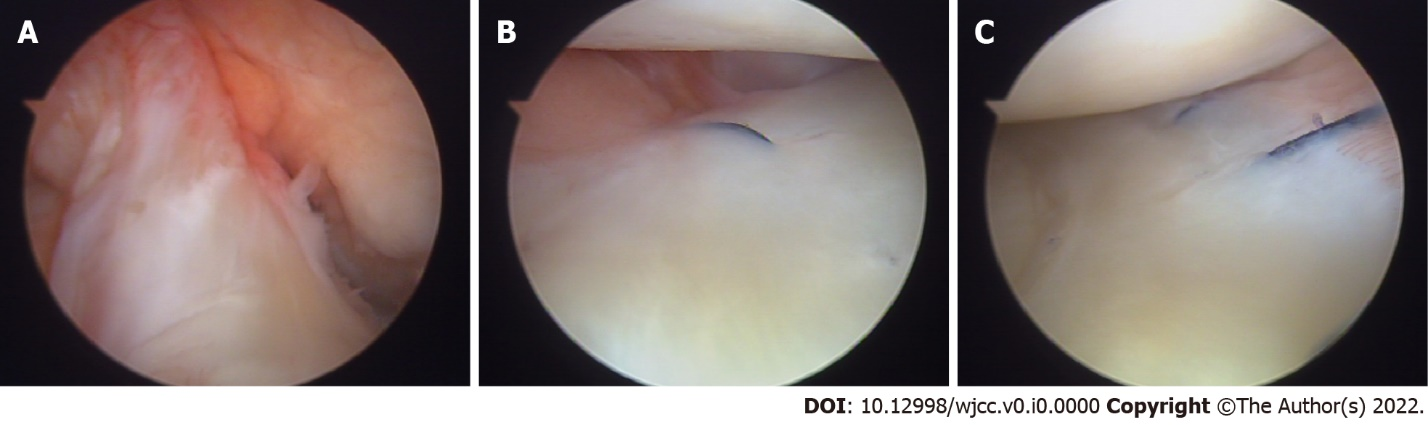 A
B
C
DOI: 10.12998/wjcc.v0.i0.0000 Copyright ©The Author(s) 2022.